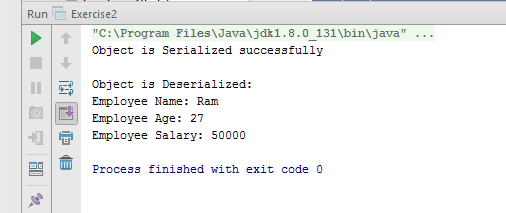 Run Exercise2
"C:\Program Files\Java\jdk1.8.0_131\bin\java" ...
Object is Serialized successfully
Object is Deserialized:
Employee Name: Ram
Employee Age: 27
Employee Salary: 50000
Process finished with exit code 0